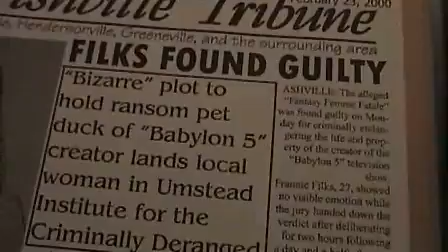 shville Tribune
February 23, 2000
Hendersonville, Greeneville, and the surrounding area
FILKS FOUND GUILTY
"Bizarre" plot to
hold ransom pet
duck of "Babylon 5"
creator lands local
woman in Umstead
Institute for the
Criminally Deranged
ASHVILLE: The alleged
"Fantasy Femme Fatale"
was found guilty on Mon-
day for criminally endan-
gering the life and prop-
erty of the creator of the
"Babylon 5" television
show.
Frannie Filks, 27, showed
no visible emotion while
the jury handed down the
verdict after deliberating
for two hours following
a day and a half